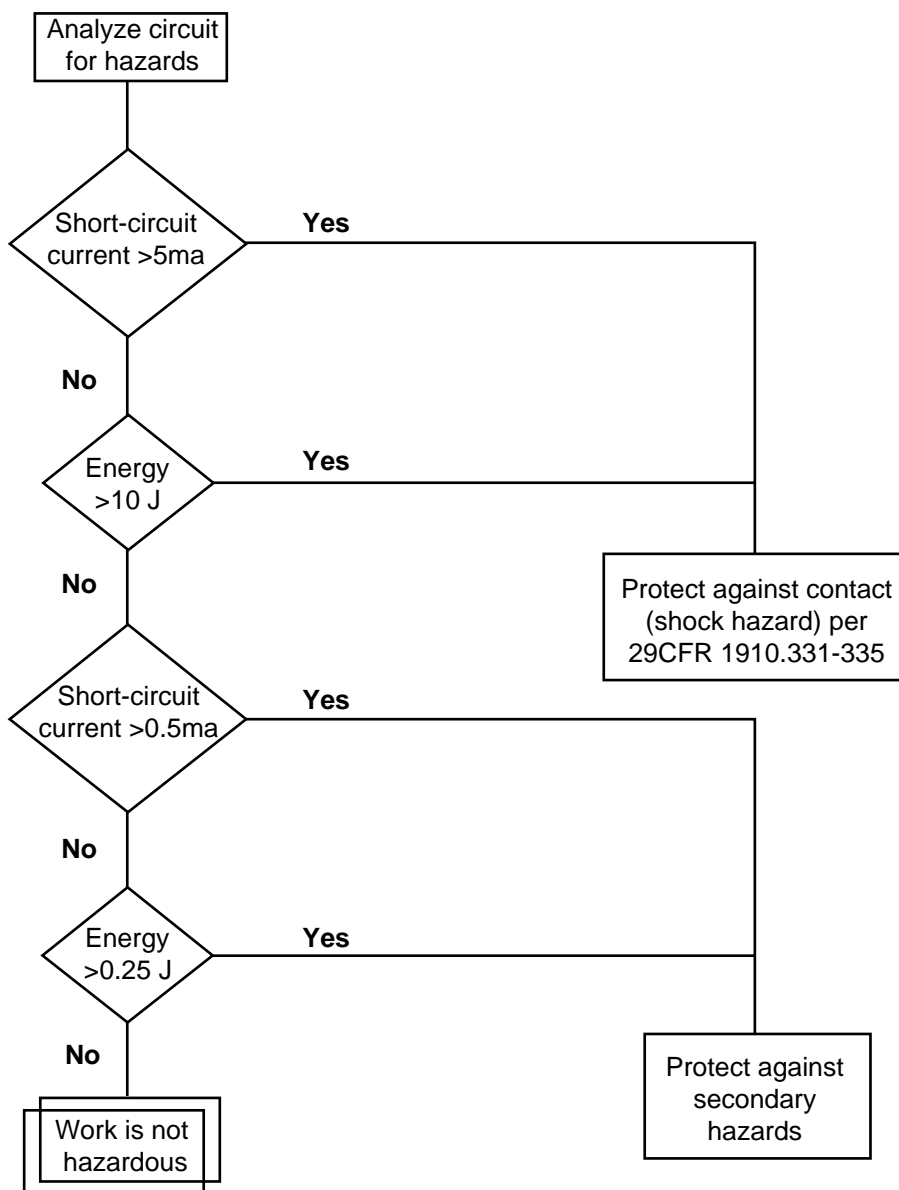 Analyze circuit
for hazards
Short-circuit
current >5ma
Yes
No
Energy
>10 J
Yes
No
Protect against contact
(shock hazard) per
29CFR 1910.331-335
Short-circuit
current >0.5ma
Yes
No
Energy
>0.25 J
Yes
No
Protect against
secondary
hazards
Work is not
hazardous